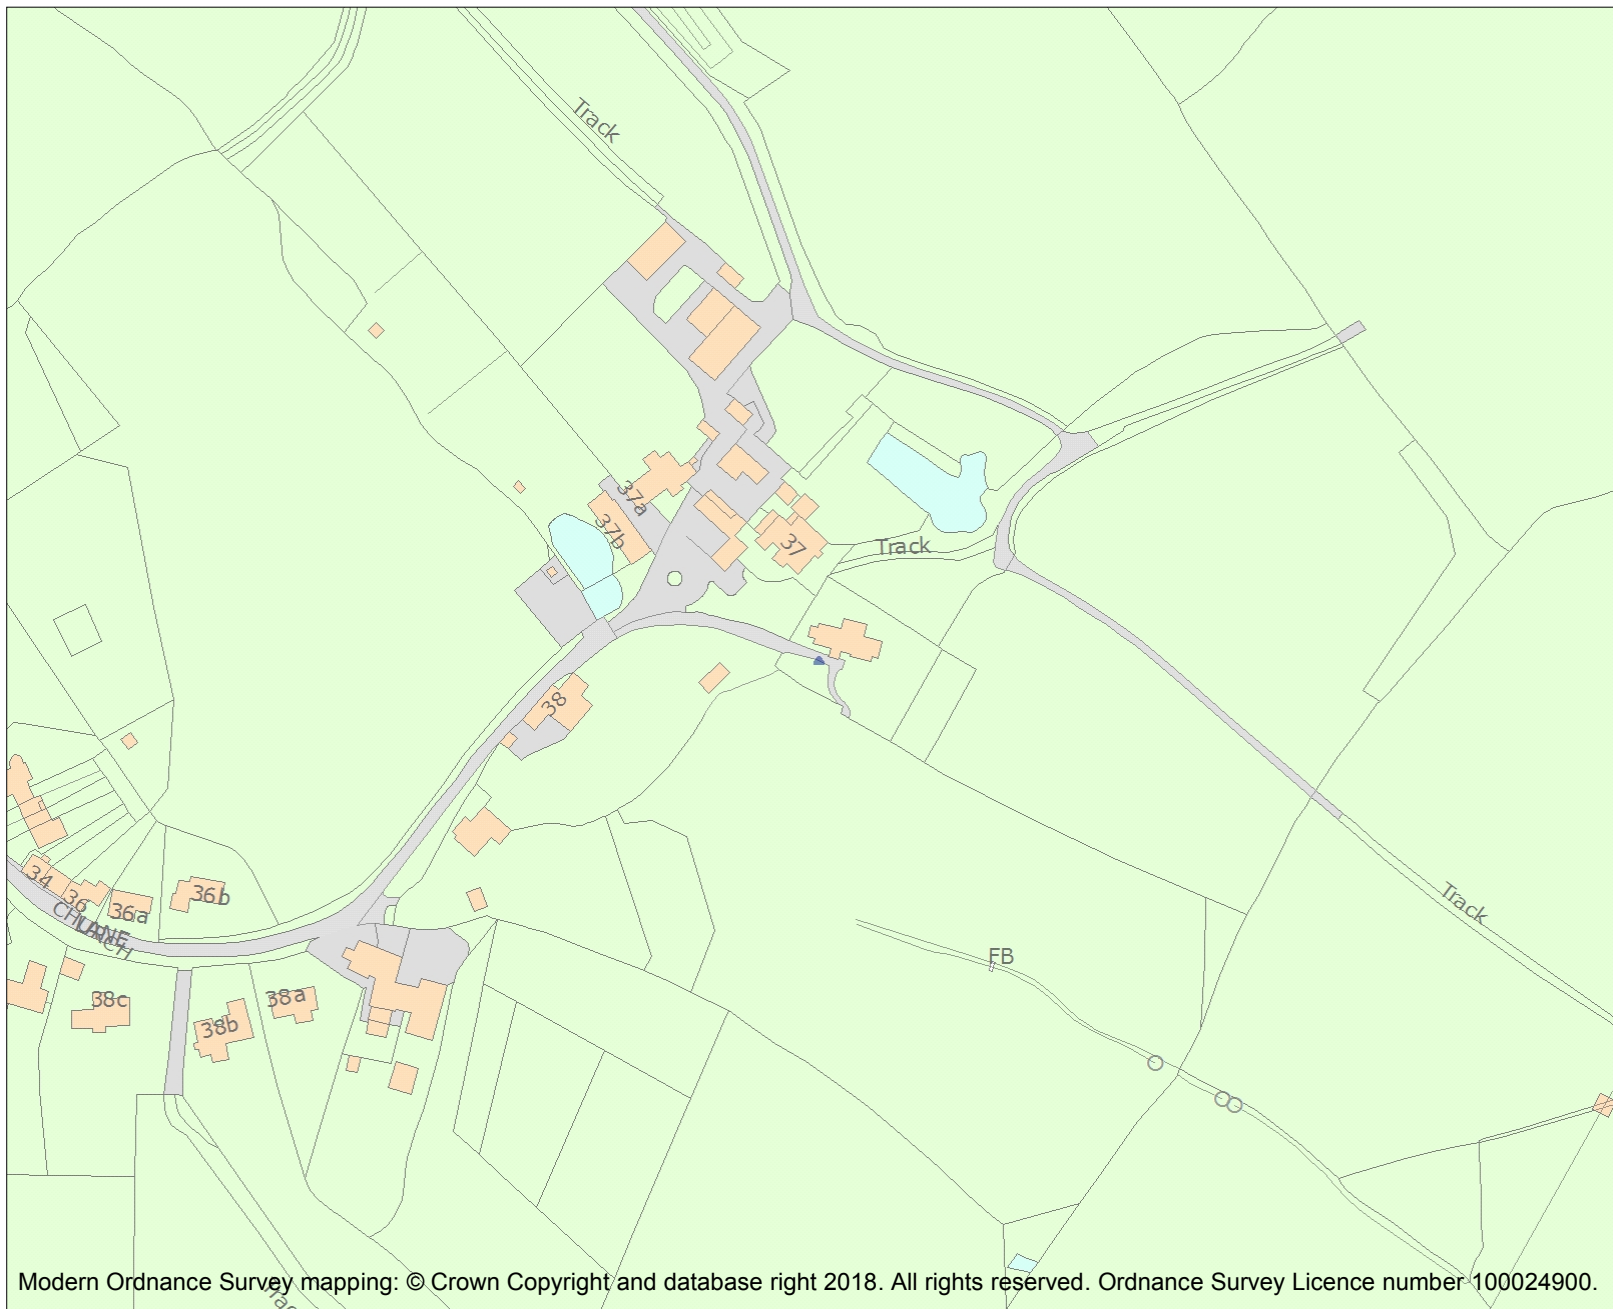 Track
37a
37b
37
Track
38
34
36
36a
36b
CHURCH
LANE
Track
FB
38c
38a
38b
Modern Ordnance Survey mapping: © Crown Copyright and database right 2018. All rights reserved. Ordnance Survey Licence number 100024900.
Track